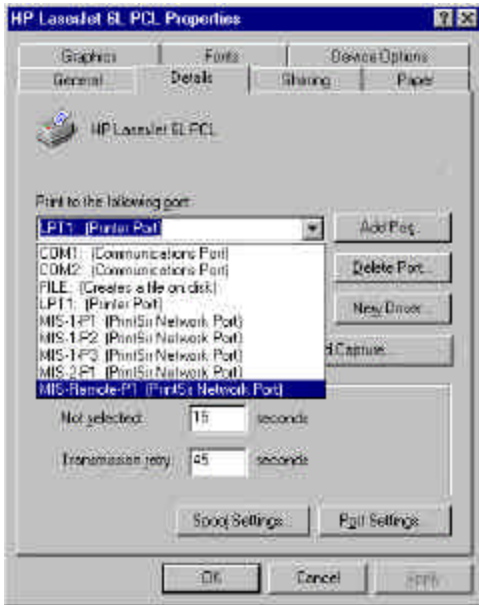 HP LaserJet 6L PCL Properties
Graphics Fonts Device Options
General Details Sharing Paper
HP LaserJet 6L PCL
Print to the following port:
LPT1: (Printer Port) Add Port...
COM1: (Communications Port)
COM2: (Communications Port) Delete Port...
FILE: (Creates a file on disk)
LPT1: (Printer Port)
MIS-1-P1 (PrintSir Network Port) New Driver...
MIS-1-P2 (PrintSir Network Port)
MIS-1-P3 (PrintSir Network Port)
MIS-2-P1 (PrintSir Network Port) Capture...
MIS-Remote-P1 (PrintSir Network Port)
Not selected: 15 seconds
Transmission retry: 45 seconds
Spool Settings... Port Settings...
OK Cancel Apply